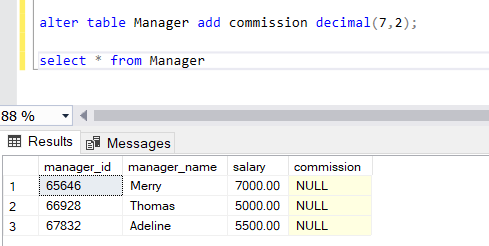 alter table Manager add commission decimal(7,2);
select * from Manager
88 %
Results Messages
manager_id manager_name salary commission
1 65646 Merry 7000.00 NULL
2 66928 Thomas 5000.00 NULL
3 67832 Adeline 5500.00 NULL